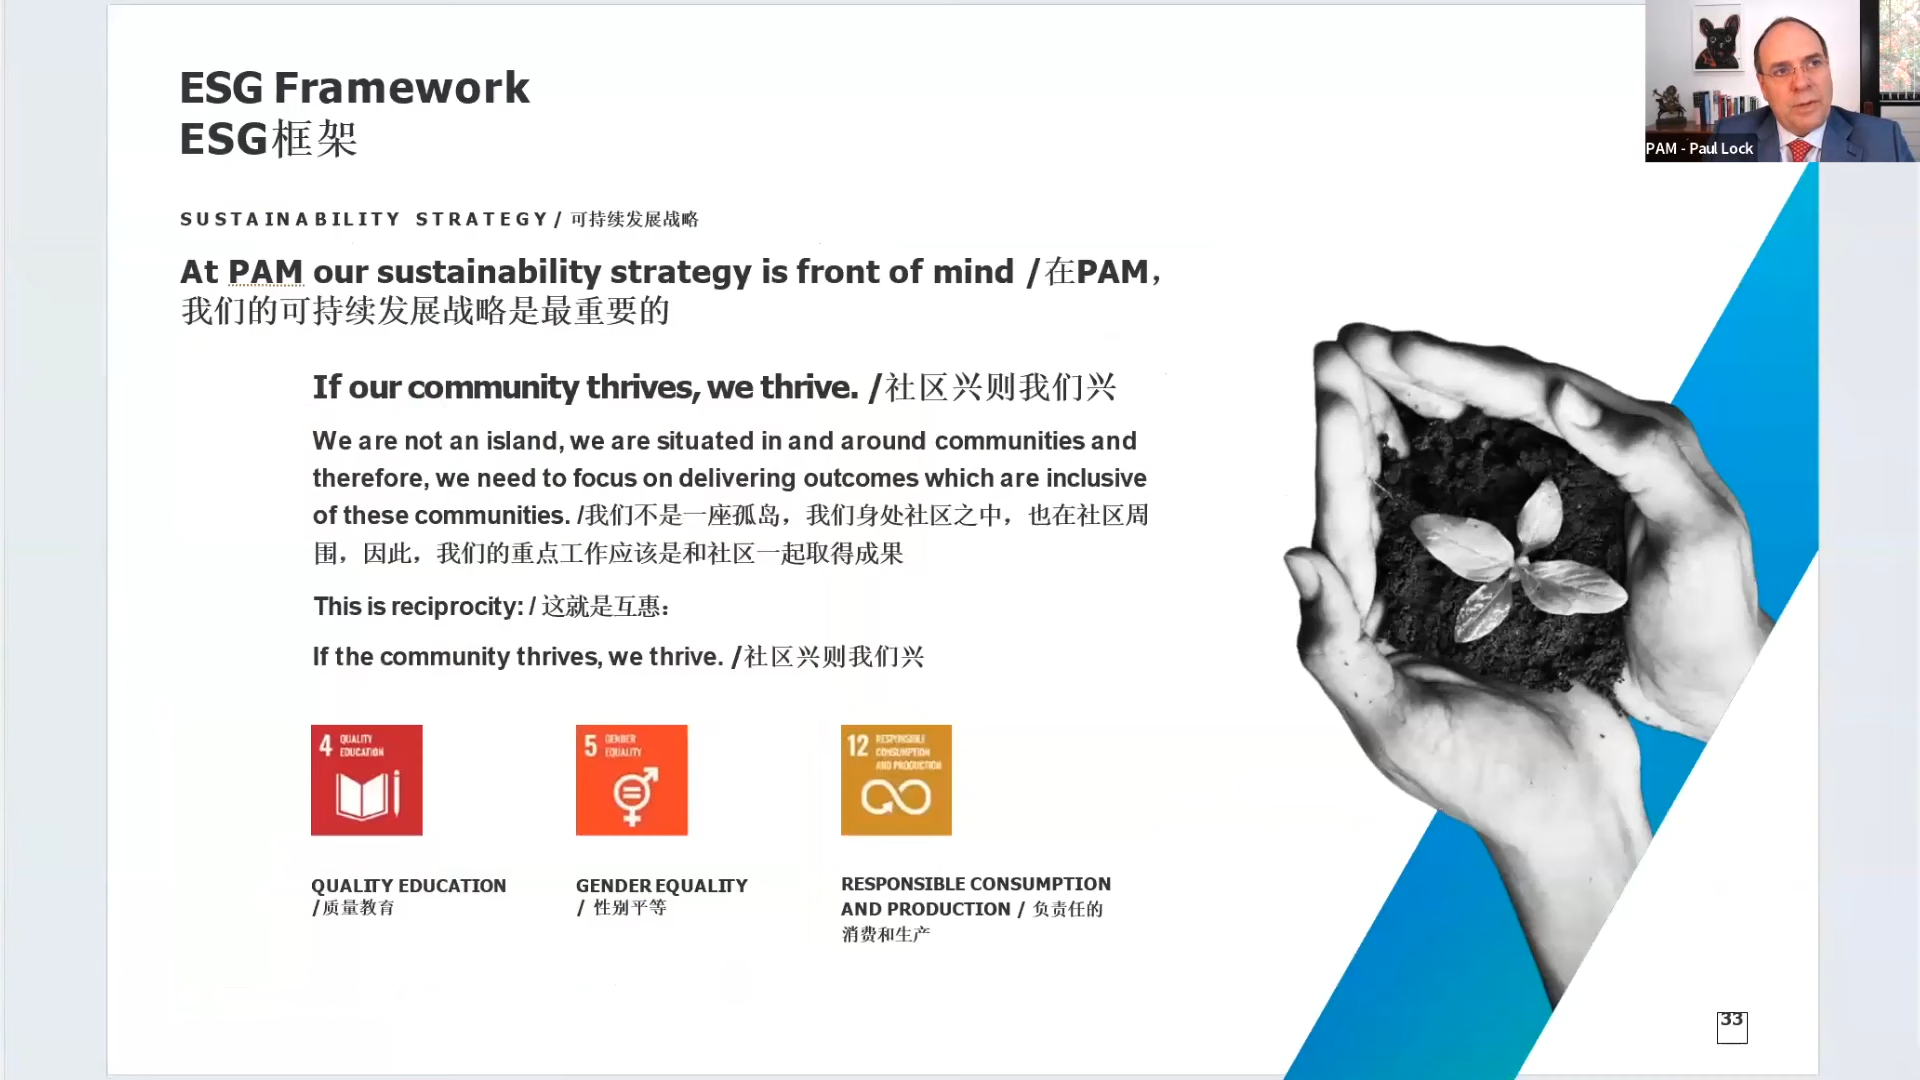 ESG Framework
ESG框架
SUSTAINABILITY STRATEGY/ 可持续发展战略
At PAM our sustainability strategy is front of mind /在PAM，
我们的可持续发展战略是最重要的
If our community thrives, we thrive. /社区兴则我们兴
We are not an island, we are situated in and around communities and
therefore, we need to focus on delivering outcomes which are inclusive
of these communities. /我们不是一座孤岛，我们身处社区之中，也在社区周
围，因此，我们的重点工作应该是和社区一起取得成果
This is reciprocity: / 这就是互惠：
If the community thrives, we thrive. /社区兴则我们兴
4 QUALITY
EDUCATION
5 GENDER
EQUALITY
12 RESPONSIBLE
CONSUMPTION
AND PRODUCTION
QUALITY EDUCATION
/质量教育
GENDER EQUALITY
/ 性别平等
RESPONSIBLE CONSUMPTION
AND PRODUCTION / 负责任的
消费和生产
33
PAM - Paul Lock